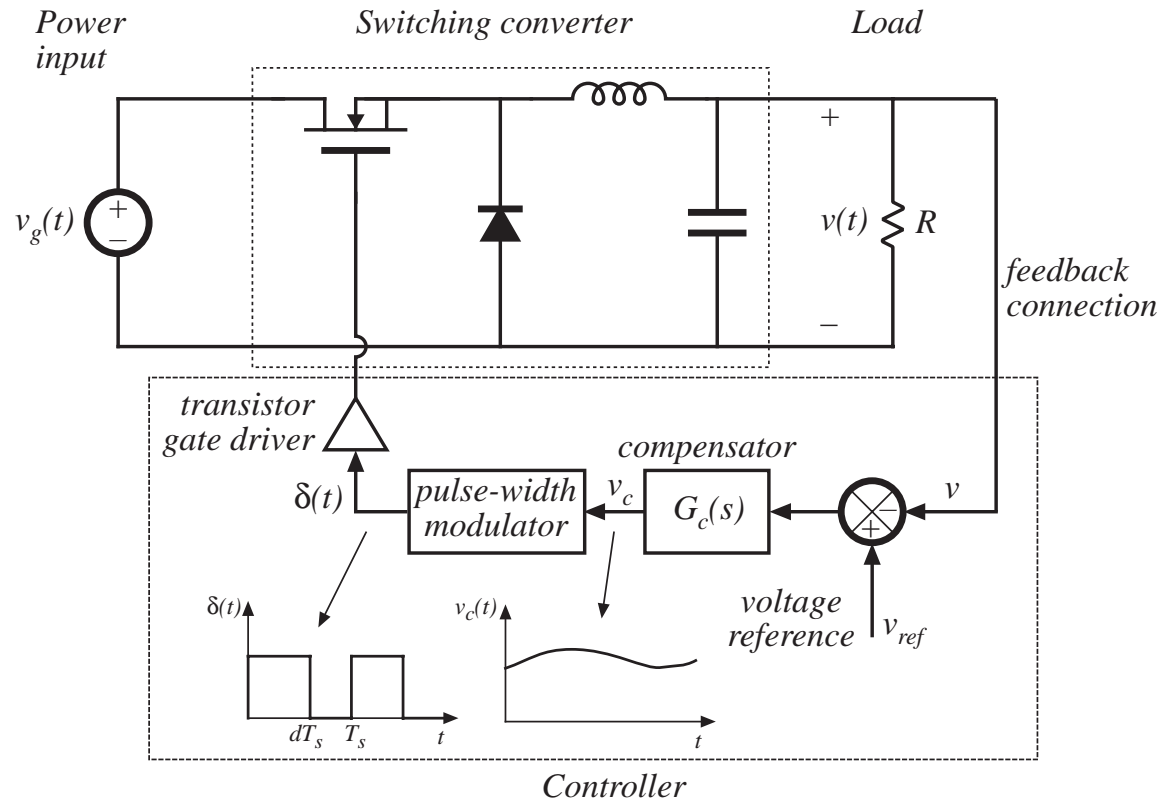 Power
input
Switching converter
Load
v_g(t)
+
–
+
v(t)
–
R
feedback
connection
transistor
gate driver
δ(t)
pulse-width
modulator
v_c
compensator
G_c(s)
–
+
v
voltage
reference
v_ref
δ(t)
dT_s
T_s
t
v_c(t)
t
Controller